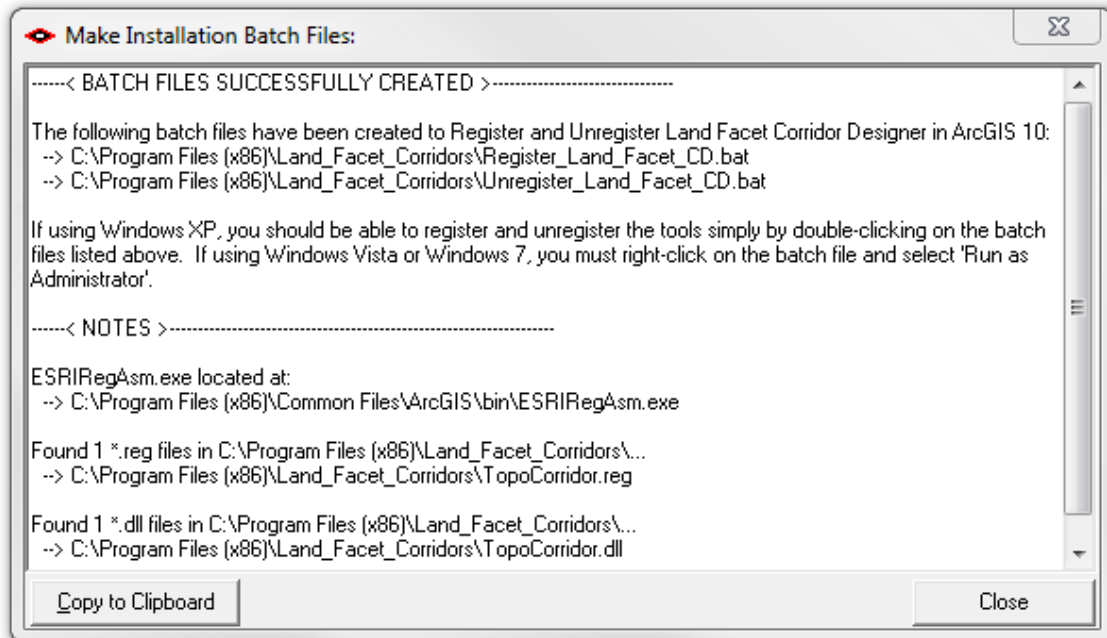 Make Installation Batch Files:
------< BATCH FILES SUCCESSFULLY CREATED >--------------------------------
The following batch files have been created to Register and Unregister Land Facet Corridor Designer in ArcGIS 10:
--> C:\Program Files (x86)\Land_Facet_Corridors\Register_Land_Facet_CD.bat
--> C:\Program Files (x86)\Land_Facet_Corridors\Unregister_Land_Facet_CD.bat
If using Windows XP, you should be able to register and unregister the tools simply by double-clicking on the batch
files listed above.  If using Windows Vista or Windows 7, you must right-click on the batch file and select 'Run as
Administrator'.
------< NOTES >--------------------------------------------------------------------
ESRIRegAsm.exe located at:
--> C:\Program Files (x86)\Common Files\ArcGIS\bin\ESRIRegAsm.exe
Found 1 *.reg files in C:\Program Files (x86)\Land_Facet_Corridors\...
--> C:\Program Files (x86)\Land_Facet_Corridors\TopoCorridor.reg
Found 1 *.dll files in C:\Program Files (x86)\Land_Facet_Corridors\...
--> C:\Program Files (x86)\Land_Facet_Corridors\TopoCorridor.dll
Copy to Clipboard
Close